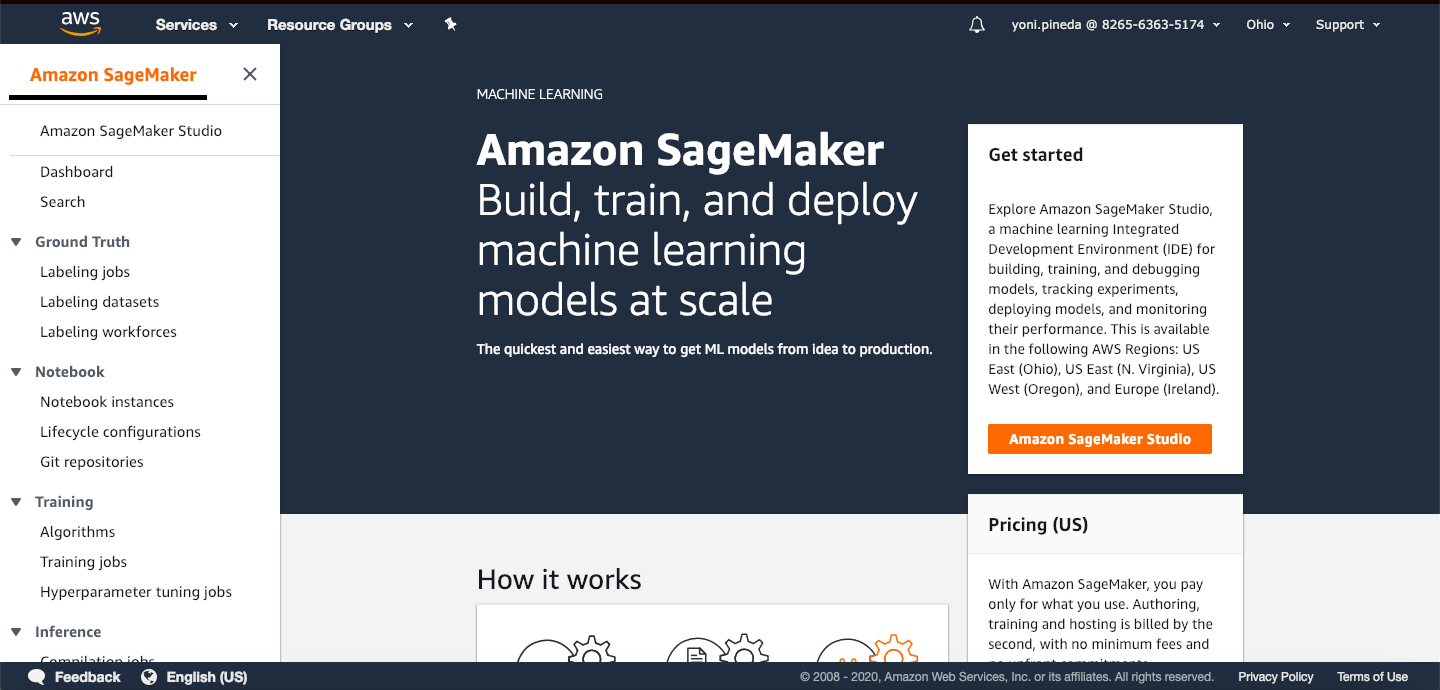 aws
Services
Resource Groups
yoni.pineda @ 8265-6363-5174
Ohio
Support
Amazon SageMaker
Amazon SageMaker Studio
Dashboard
Search
Ground Truth
Labeling jobs
Labeling datasets
Labeling workforces
Notebook
Notebook instances
Lifecycle configurations
Git repositories
Training
Algorithms
Training jobs
Hyperparameter tuning jobs
Inference
Compilation jobs
MACHINE LEARNING
Amazon SageMaker
Build, train, and deploy
machine learning
models at scale
The quickest and easiest way to get ML models from idea to production.
Get started
Explore Amazon SageMaker Studio,
a machine learning Integrated
Development Environment (IDE) for
building, training, and debugging
models, tracking experiments,
deploying models, and monitoring
their performance. This is available
in the following AWS Regions: US
East (Ohio), US East (N. Virginia), US
West (Oregon), and Europe (Ireland).
Amazon SageMaker Studio
How it works
Pricing (US)
With Amazon SageMaker, you pay
only for what you use. Authoring,
training and hosting is billed by the
second, with no minimum fees and
no upfront commitments.
Feedback
English (US)
© 2008 - 2020, Amazon Web Services, Inc. or its affiliates. All rights reserved.
Privacy Policy
Terms of Use